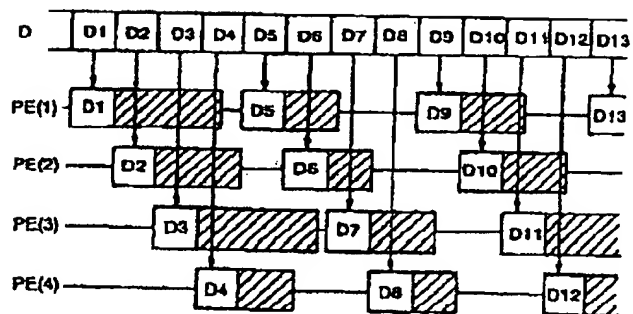 D D1 D2 D3 D4 D5 D6 D7 D8 D9 D10 D11 D12 D13
PE(1) D1 D5 D9 D13
PE(2) D2 D6 D10
PE(3) D3 D7 D11
PE(4) D4 D8 D12